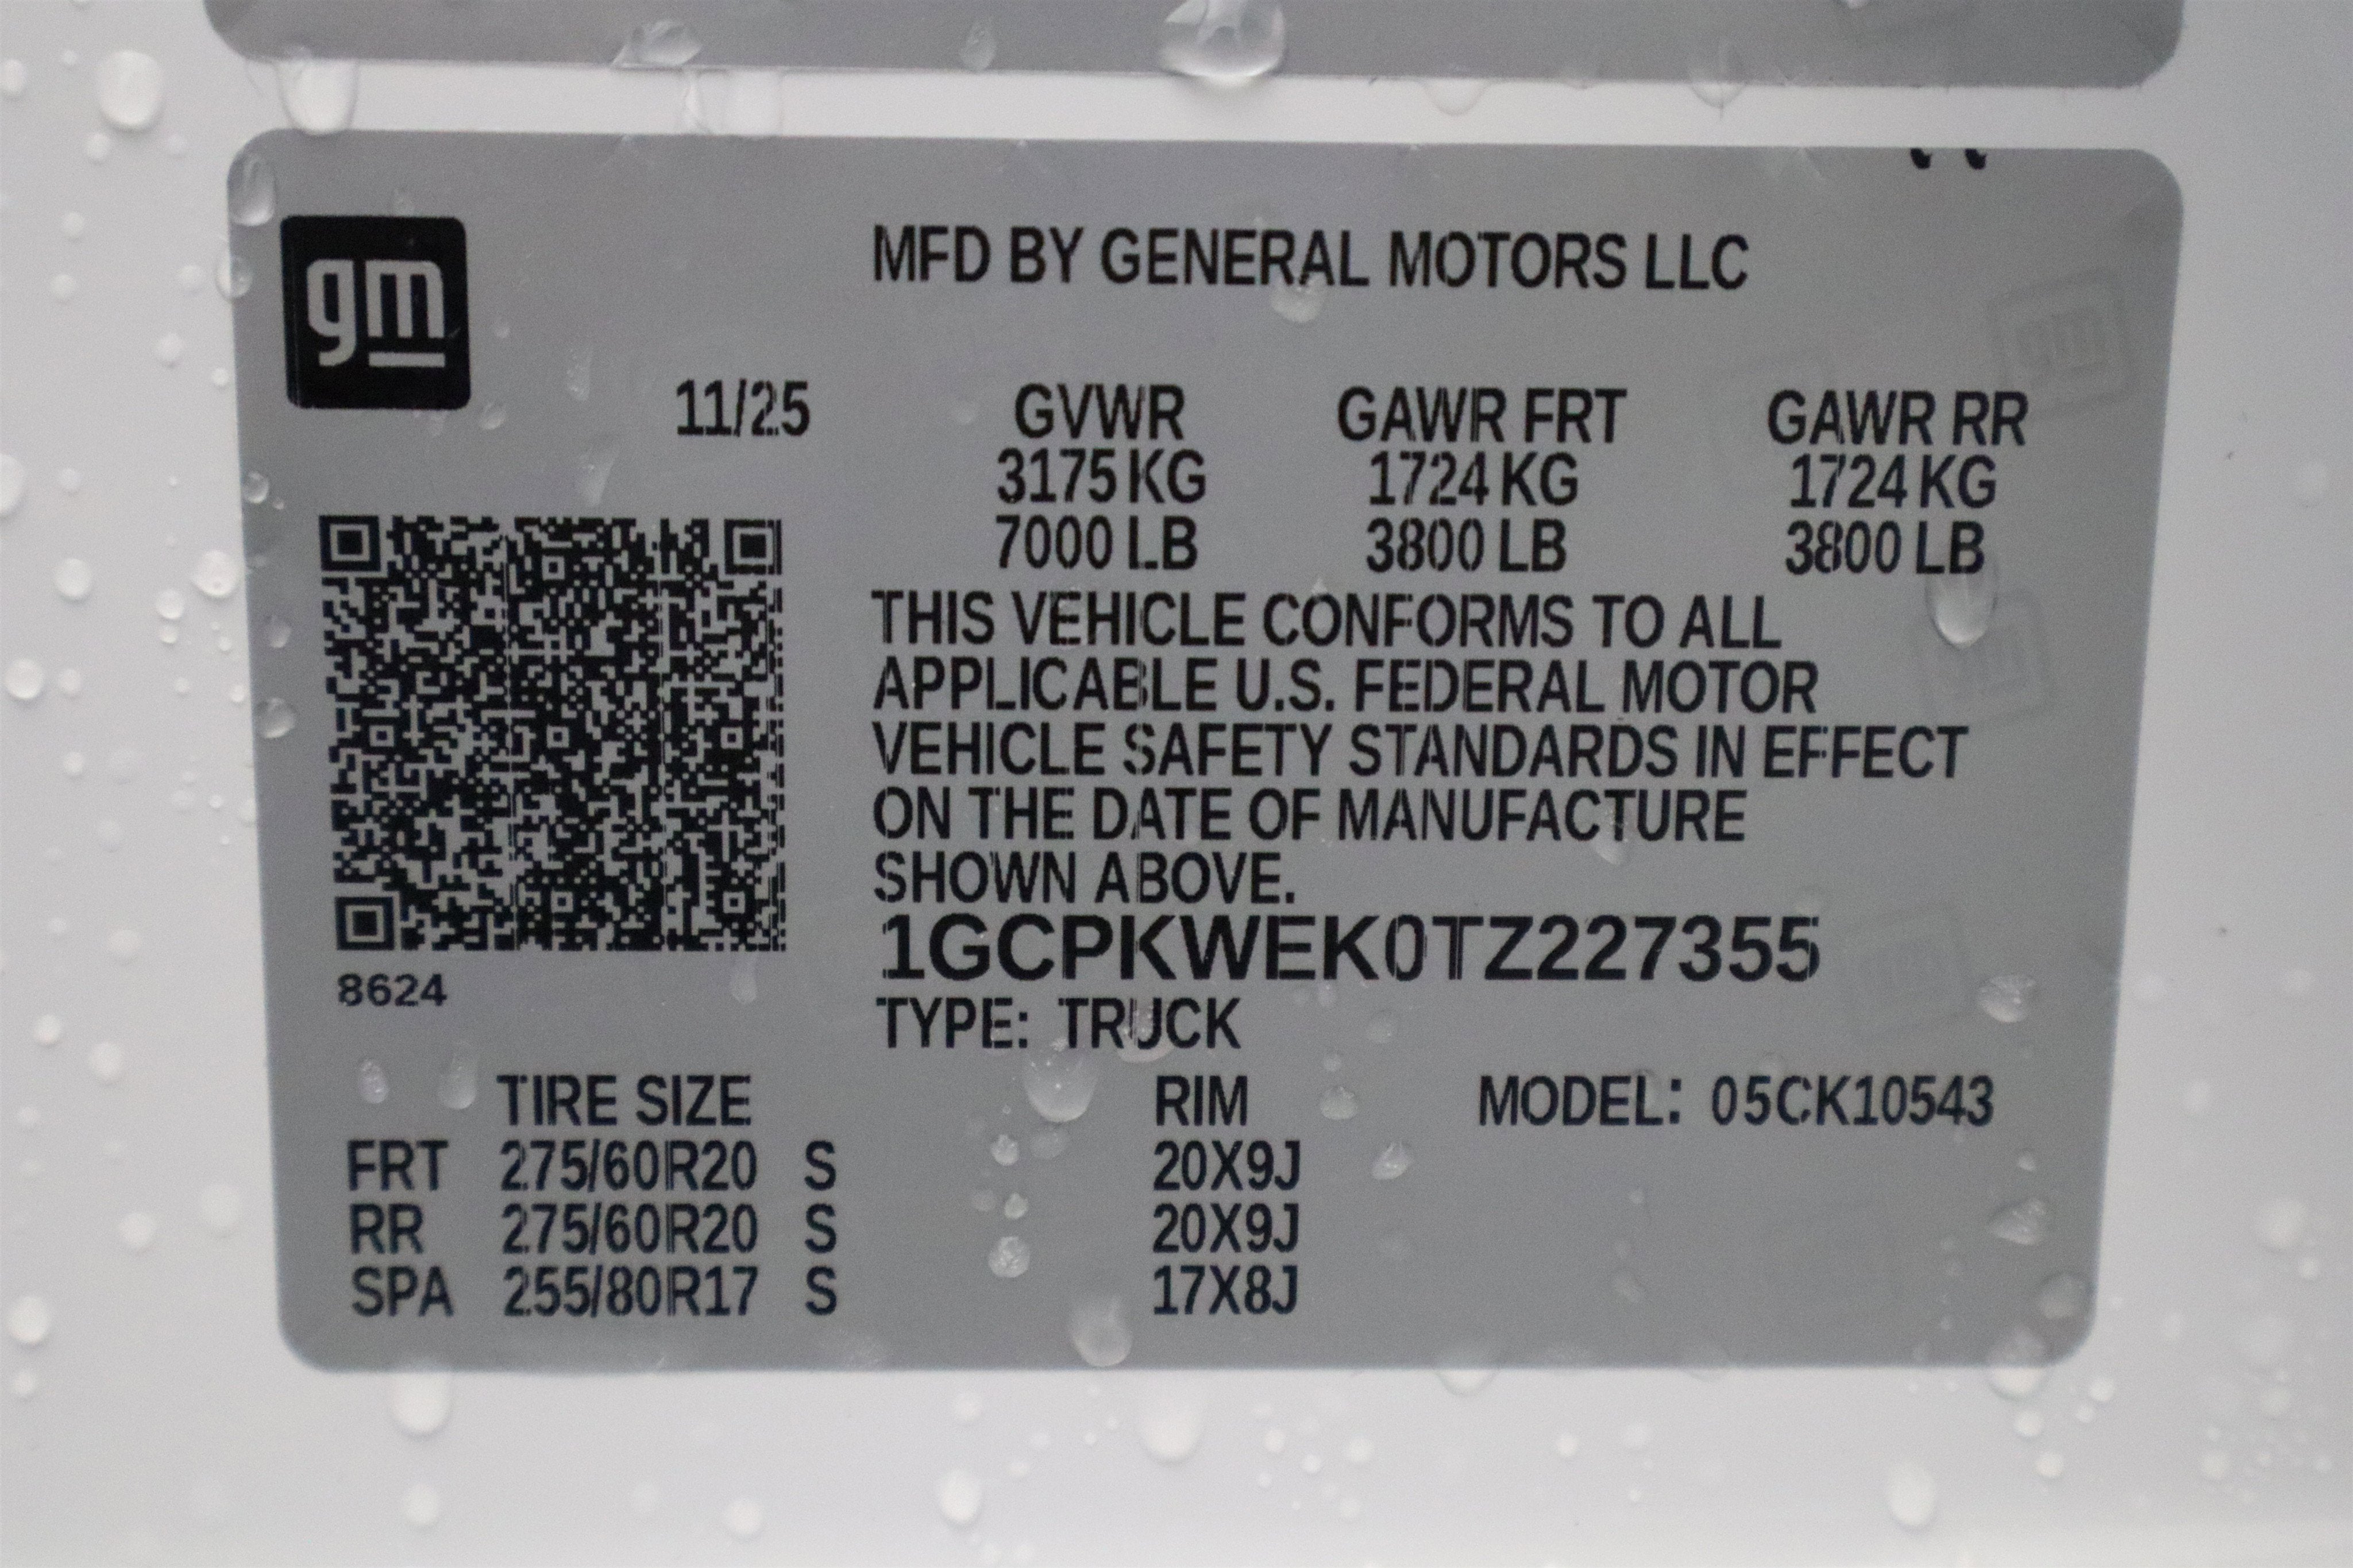 gm
MFD BY GENERAL MOTORS LLC
11/25 GVWR GAWR FRT GAWR RR
3175 KG 1724 KG 1724 KG
7000 LB 3800 LB 3800 LB
THIS VEHICLE CONFORMS TO ALL
APPLICABLE U.S. FEDERAL MOTOR
VEHICLE SAFETY STANDARDS IN EFFECT
ON THE DATE OF MANUFACTURE
SHOWN ABOVE.
1GCPKWEK0TZ227355
8624
TYPE: TRUCK
TIRE SIZE RIM MODEL: 05CK10543
FRT 275/60R20 S 20X9J
RR 275/60R20 S 20X9J
SPA 255/80R17 S 17X8J